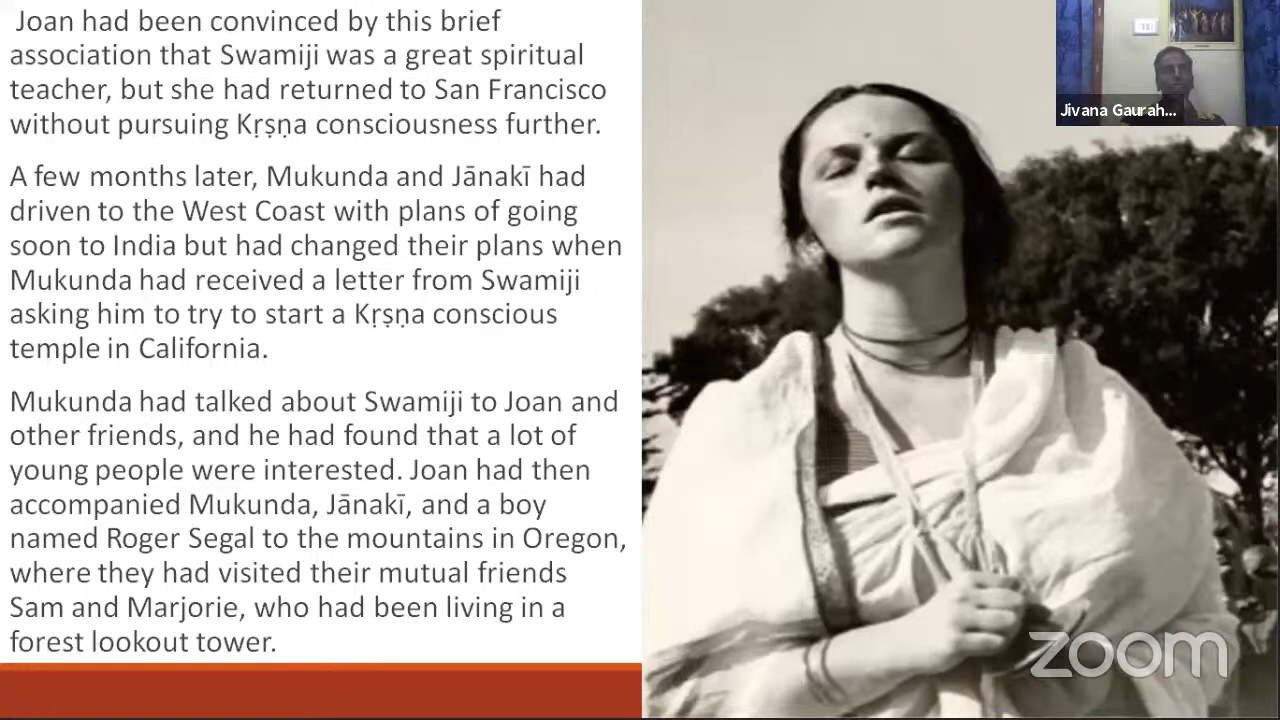 Joan had been convinced by this brief
association that Swamiji was a great spiritual
teacher, but she had returned to San Francisco
without pursuing Kṛṣṇa consciousness further.
A few months later, Mukunda and Jānakī had
driven to the West Coast with plans of going
soon to India but had changed their plans when
Mukunda had received a letter from Swamiji
asking him to try to start a Kṛṣṇa conscious
temple in California.
Mukunda had talked about Swamiji to Joan and
other friends, and he had found that a lot of
young people were interested. Joan had then
accompanied Mukunda, Jānakī, and a boy
named Roger Segal to the mountains in Oregon,
where they had visited their mutual friends
Sam and Marjorie, who had been living in a
forest lookout tower.
Jivana Gaurah...
zoom